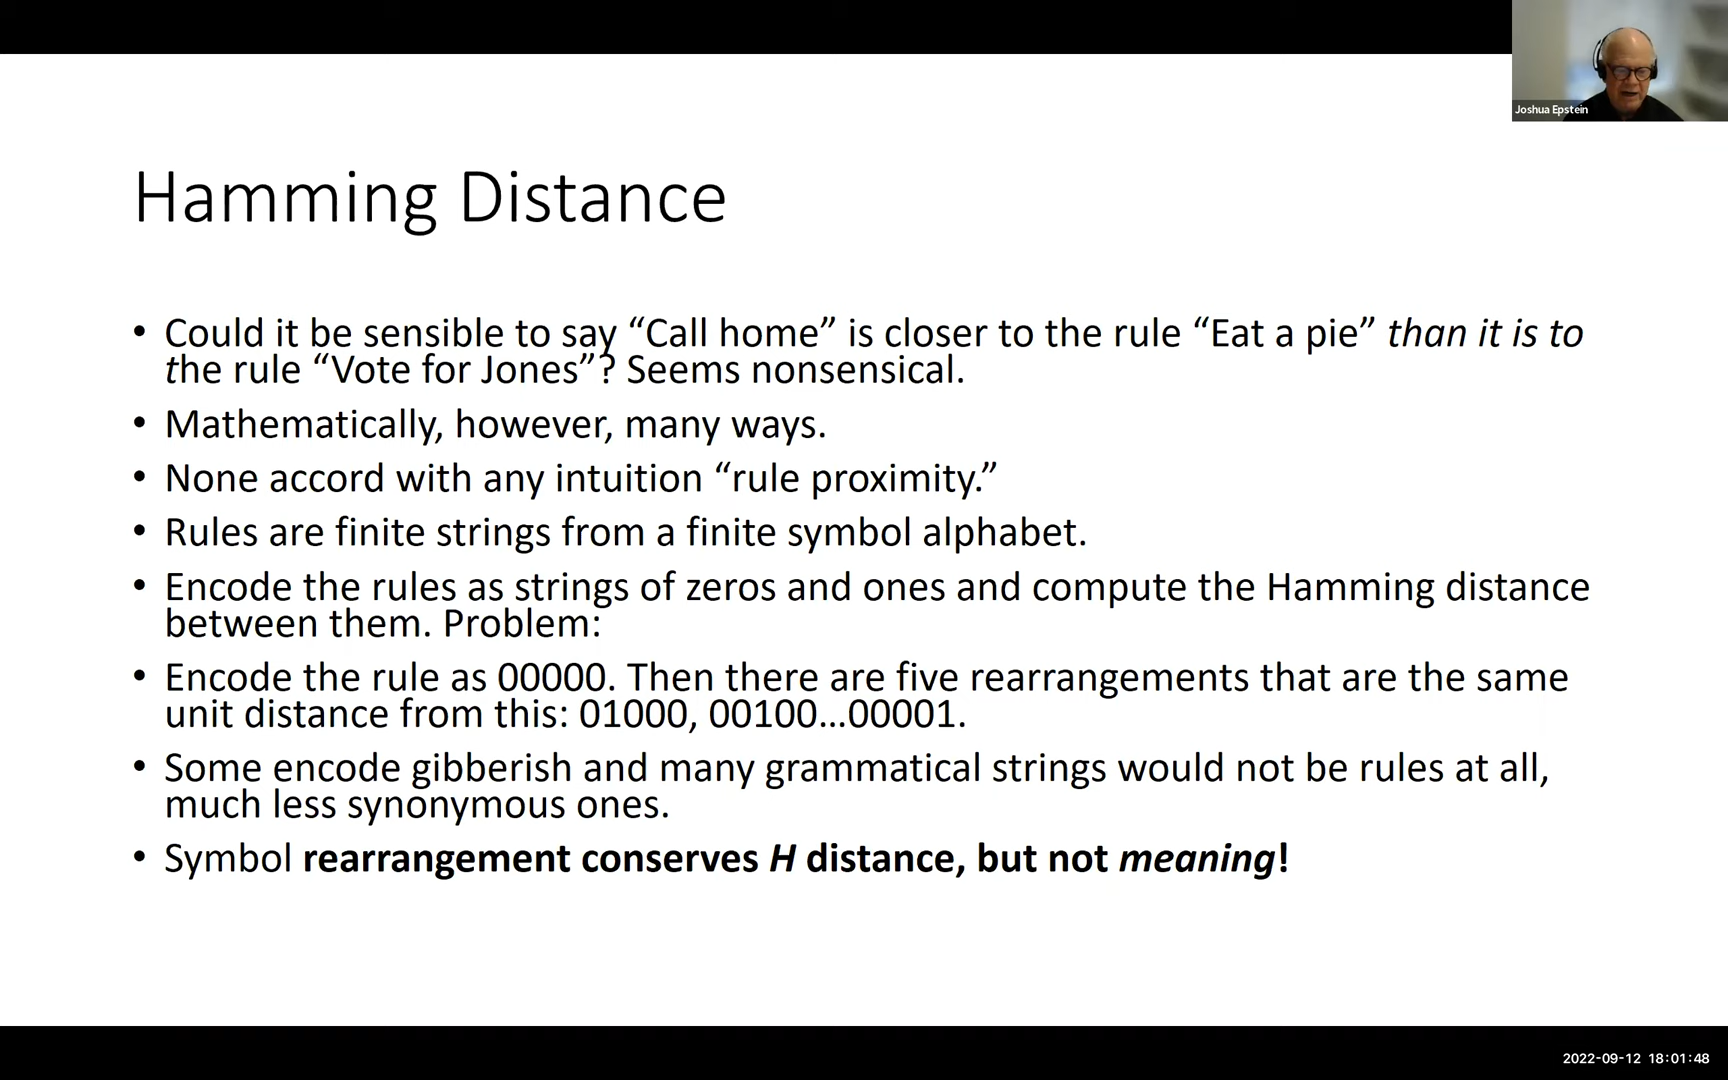 Joshua Epstein
Hamming Distance
• Could it be sensible to say “Call home” is closer to the rule “Eat a pie” than it is to
the rule “Vote for Jones”? Seems nonsensical.
• Mathematically, however, many ways.
• None accord with any intuition “rule proximity.”
• Rules are finite strings from a finite symbol alphabet.
• Encode the rules as strings of zeros and ones and compute the Hamming distance
between them. Problem:
• Encode the rule as 00000. Then there are five rearrangements that are the same
unit distance from this: 01000, 00100…00001.
• Some encode gibberish and many grammatical strings would not be rules at all,
much less synonymous ones.
• Symbol rearrangement conserves H distance, but not meaning!
2022-09-12 18:01:48